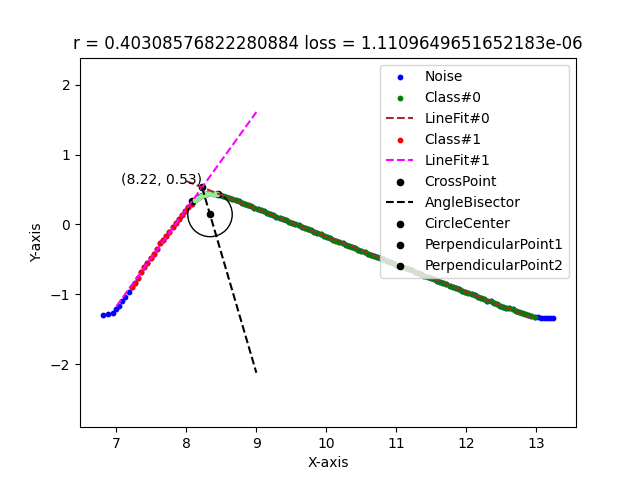 r = 0.40308576822280884 loss = 1.1109649651652183e-06
Y-axis
2
1
0
−1
−2
(8.22, 0.53)
Noise
Class#0
LineFit#0
Class#1
LineFit#1
CrossPoint
AngleBisector
CircleCenter
PerpendicularPoint1
PerpendicularPoint2
7 8 9 10 11 12 13
X-axis